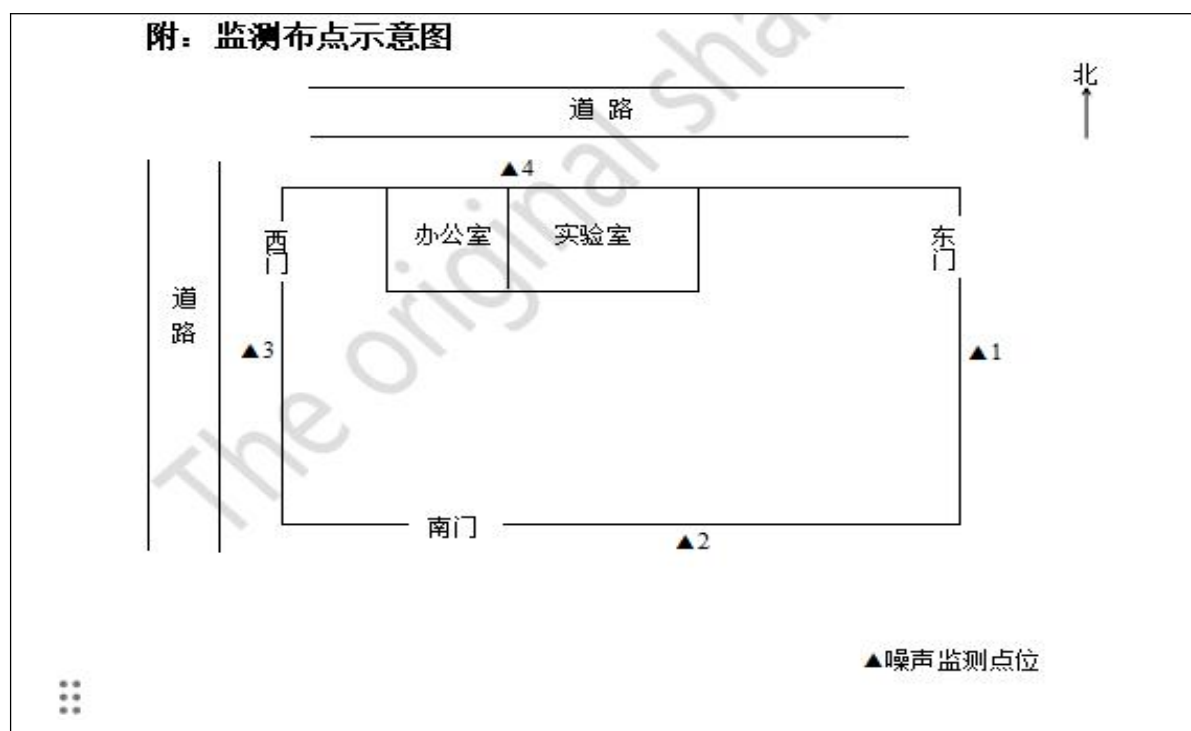 附：监测布点示意图
北
道 路
▲4
西门
办公室
实验室
东门
道路
▲3
▲1
南门
▲2
▲噪声监测点位
The original shar